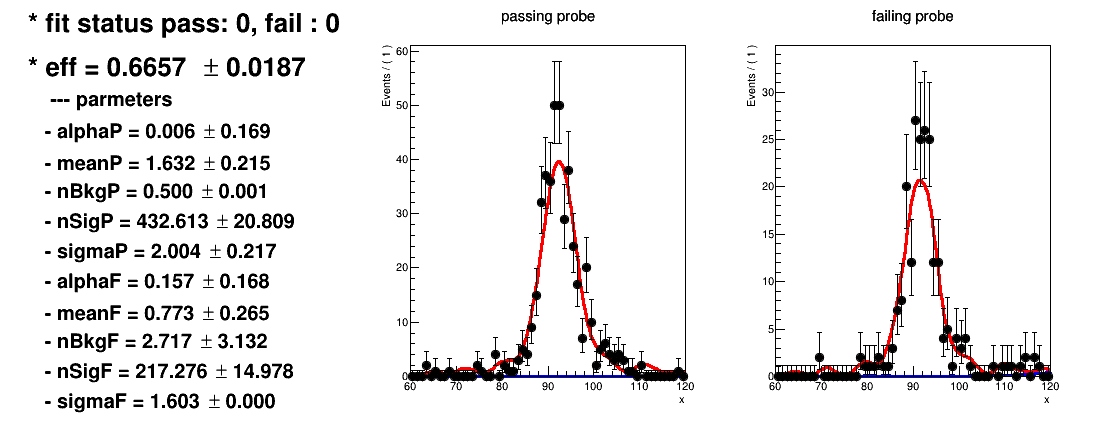 * fit status pass: 0, fail : 0
* eff = 0.6657 ± 0.0187
--- parmeters
- alphaP = 0.006 ± 0.169
- meanP = 1.632 ± 0.215
- nBkgP = 0.500 ± 0.001
- nSigP = 432.613 ± 20.809
- sigmaP = 2.004 ± 0.217
- alphaF = 0.157 ± 0.168
- meanF = 0.773 ± 0.265
- nBkgF = 2.717 ± 3.132
- nSigF = 217.276 ± 14.978
- sigmaF = 1.603 ± 0.000
passing probe
Events / ( 1 )
60
50
40
30
20
10
0
60 70 80 90 100 110 120
x
failing probe
Events / ( 1 )
30
25
20
15
10
5
0
60 70 80 90 100 110 120
x